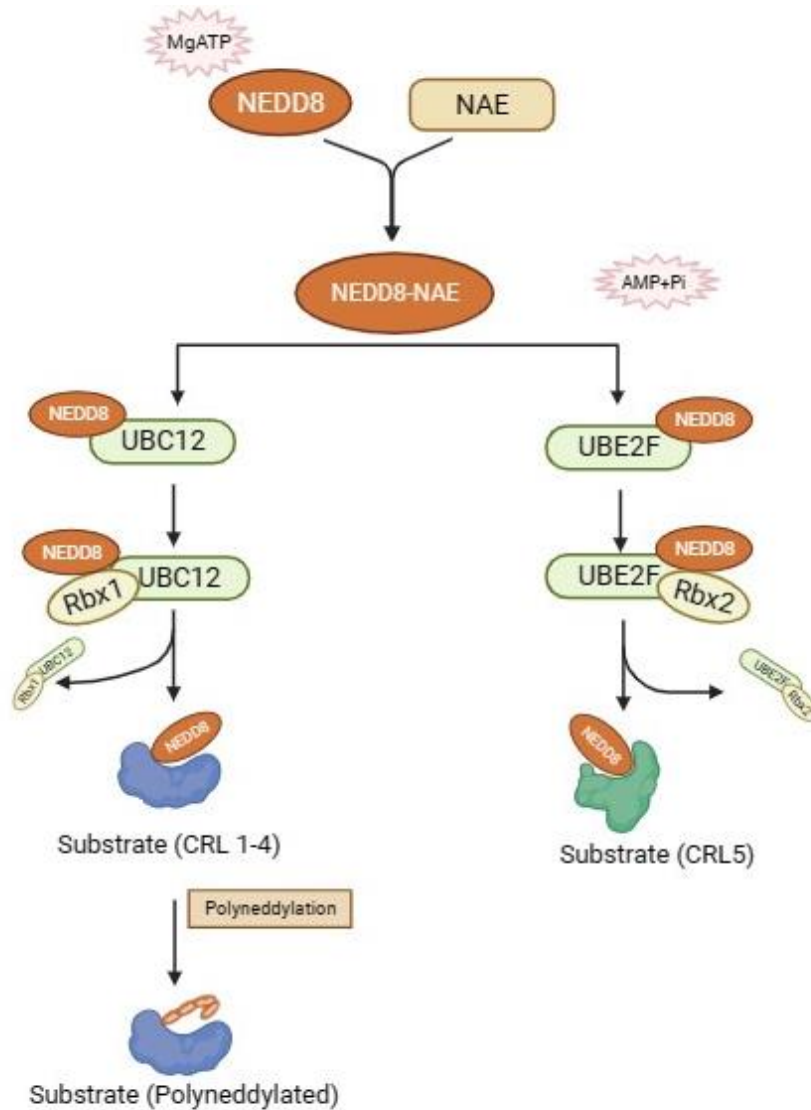 MgATP
NEDD8
NAE
NEDD8-NAE
AMP+Pi
NEDD8
UBC12
NEDD8
UBE2F
NEDD8
UBC12
Rbx1
NEDD8
UBE2F
Rbx2
UBC12
Rbx1
UBE2F
Rbx2
NEDD8
NEDD8
Substrate (CRL 1-4)
Substrate (CRL5)
Polyneddylation
Substrate (Polyneddylated)